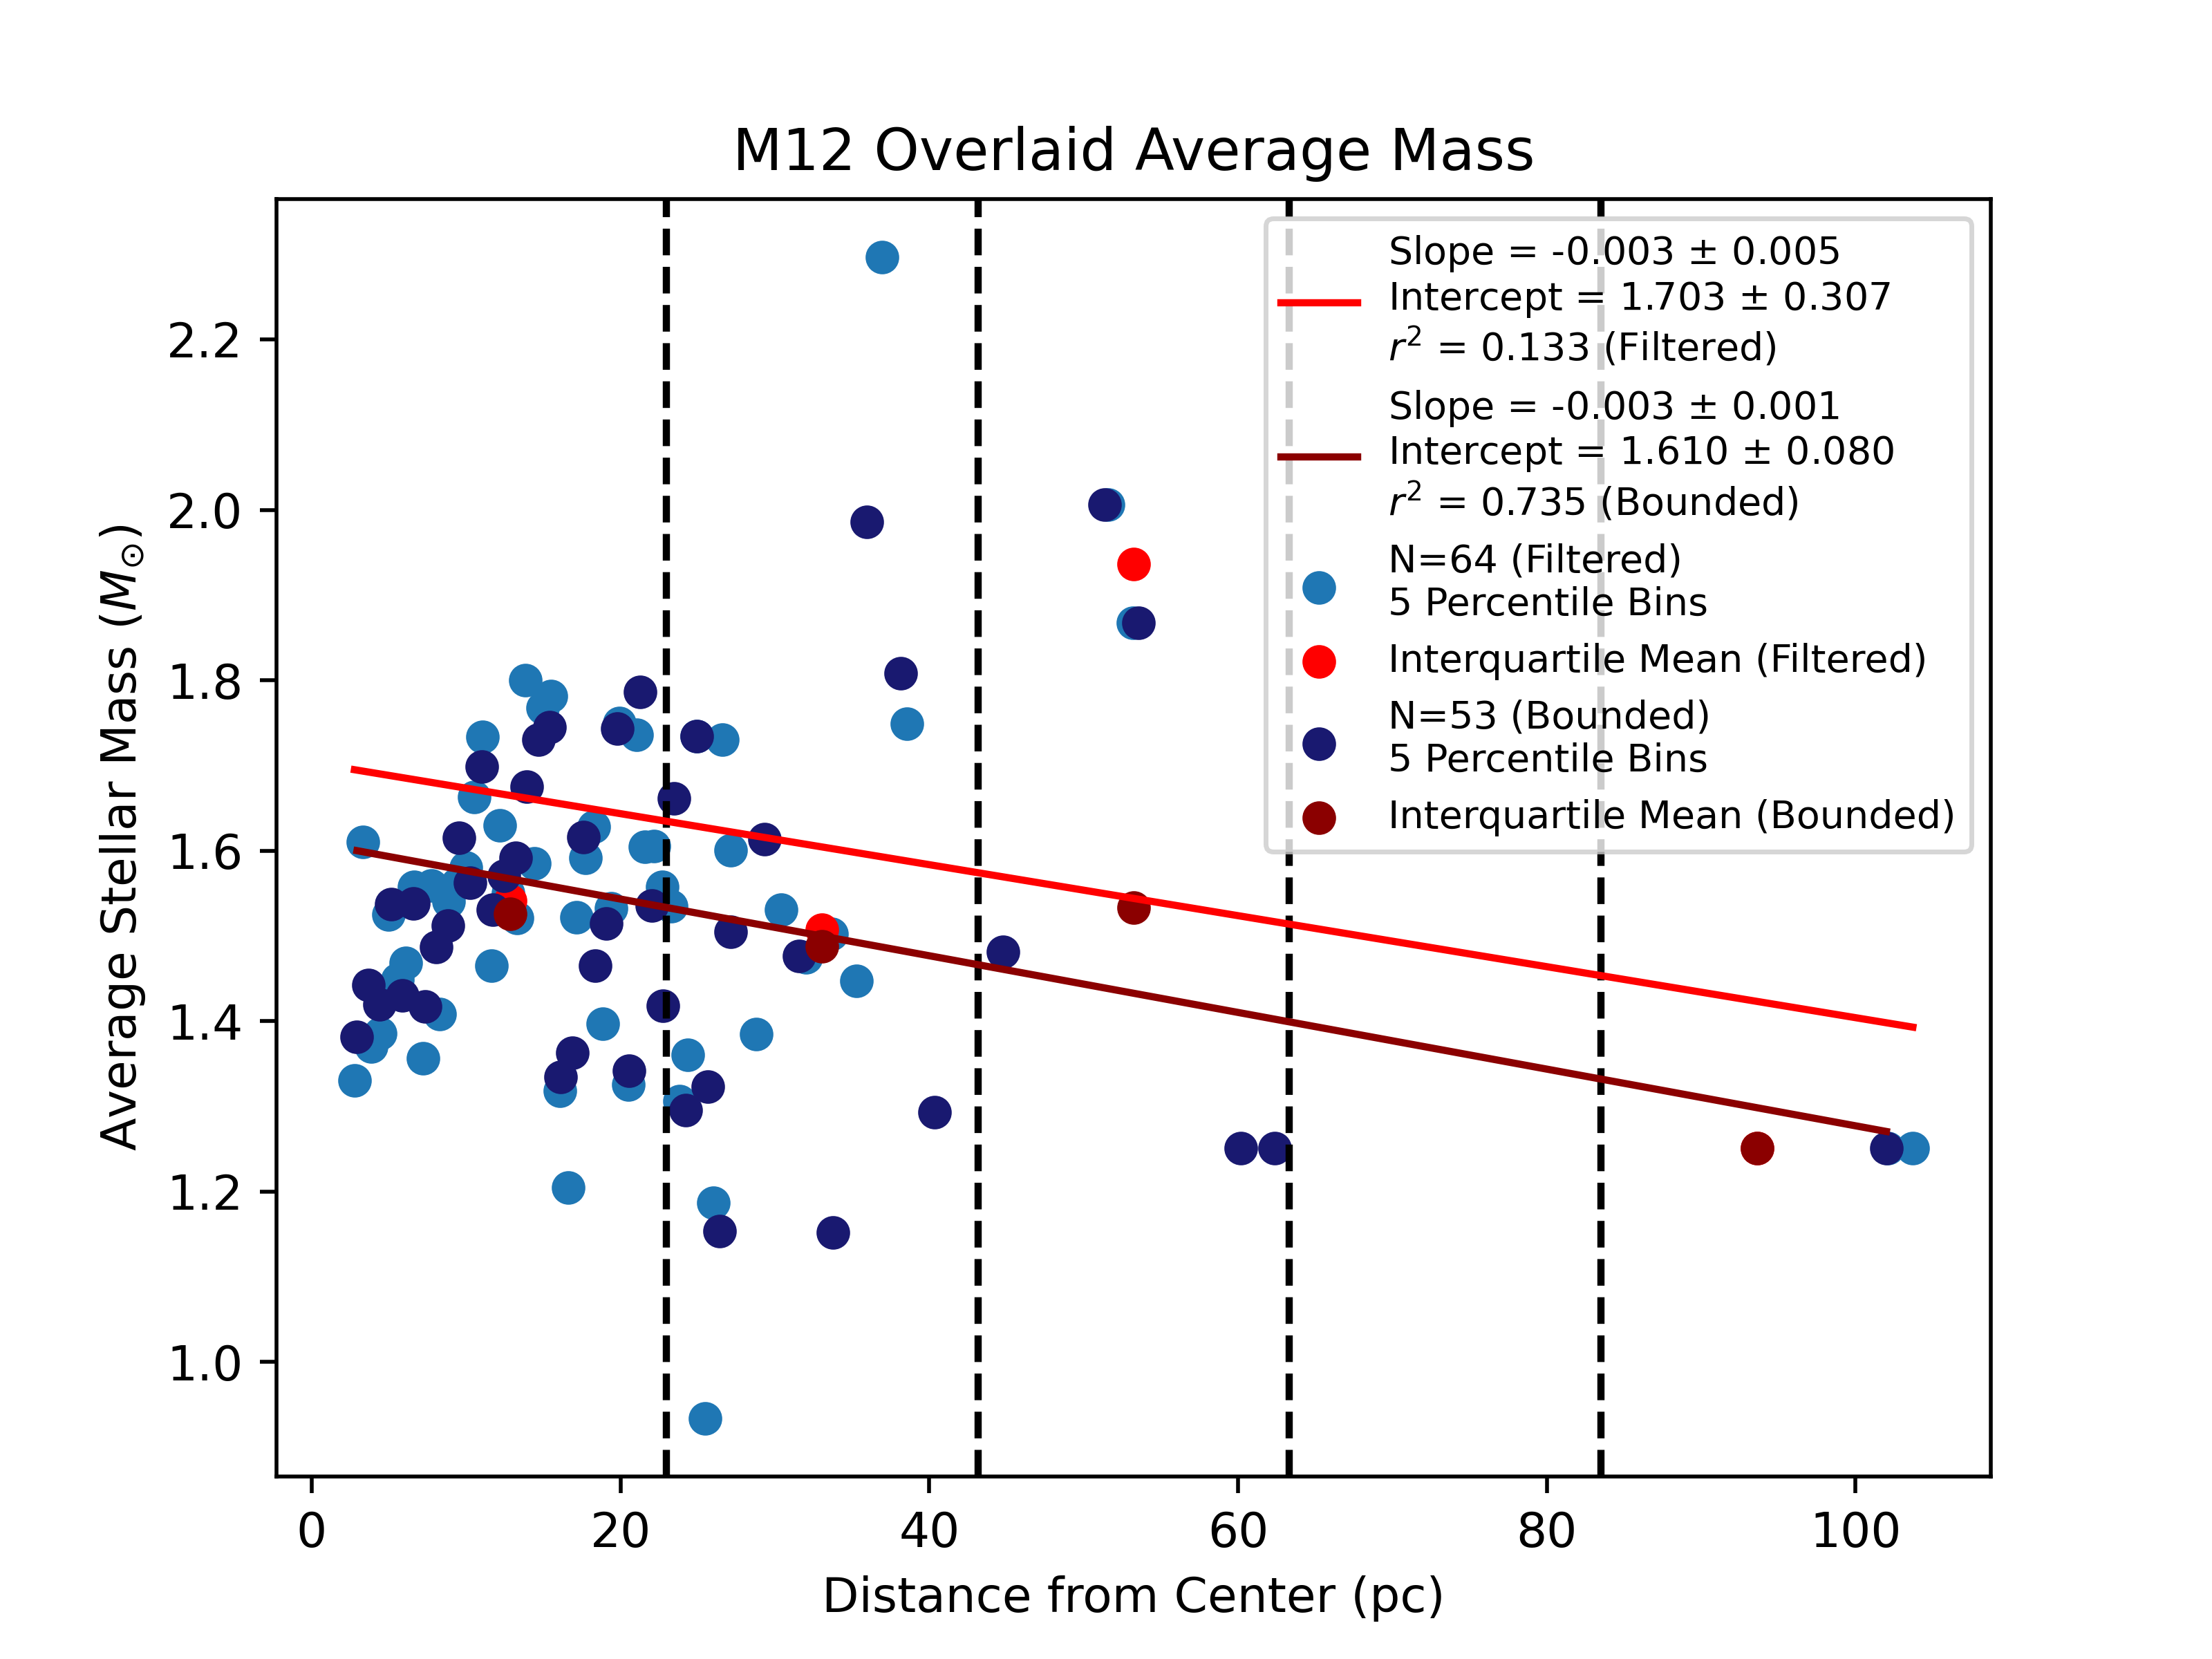 M12 Overlaid Average Mass
Slope = -0.003 ± 0.005
Intercept = 1.703 ± 0.307
r² = 0.133 (Filtered)
Slope = -0.003 ± 0.001
Intercept = 1.610 ± 0.080
r² = 0.735 (Bounded)
N=64 (Filtered)
5 Percentile Bins
Interquartile Mean (Filtered)
N=53 (Bounded)
5 Percentile Bins
Interquartile Mean (Bounded)
Average Stellar Mass (M☉)
2.2
2.0
1.8
1.6
1.4
1.2
1.0
0 20 40 60 80 100
Distance from Center (pc)